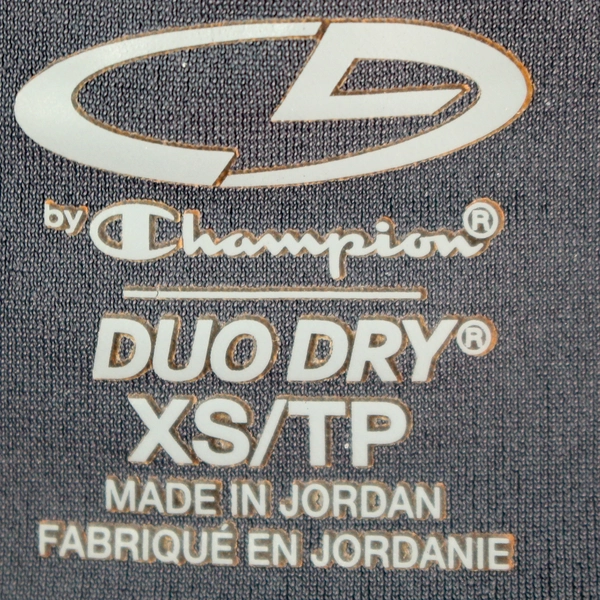 by Champion®
DUO DRY®
XS/TP
MADE IN JORDAN
FABRIQUÉ EN JORDANIE